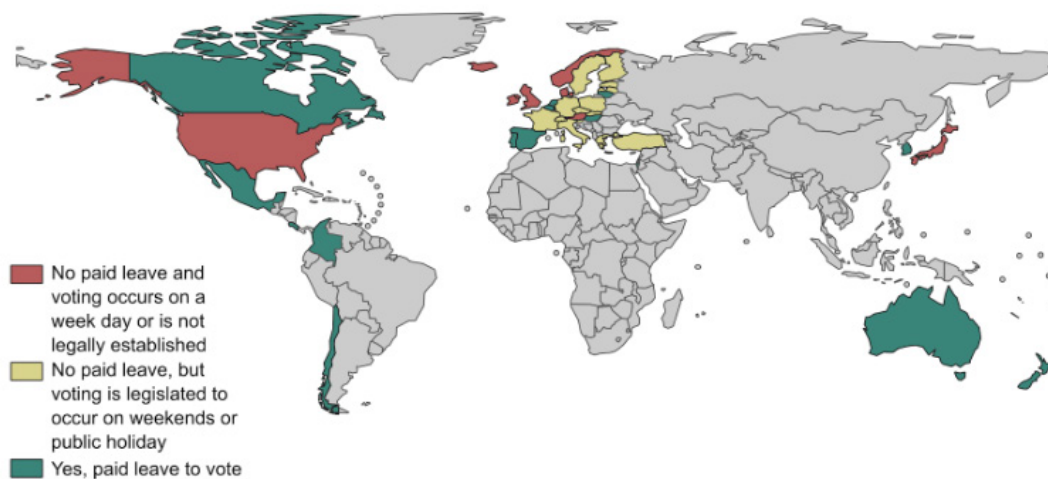 No paid leave and
voting occurs on a
week day or is not
legally established
No paid leave, but
voting is legislated to
occur on weekends or
public holiday
Yes, paid leave to vote